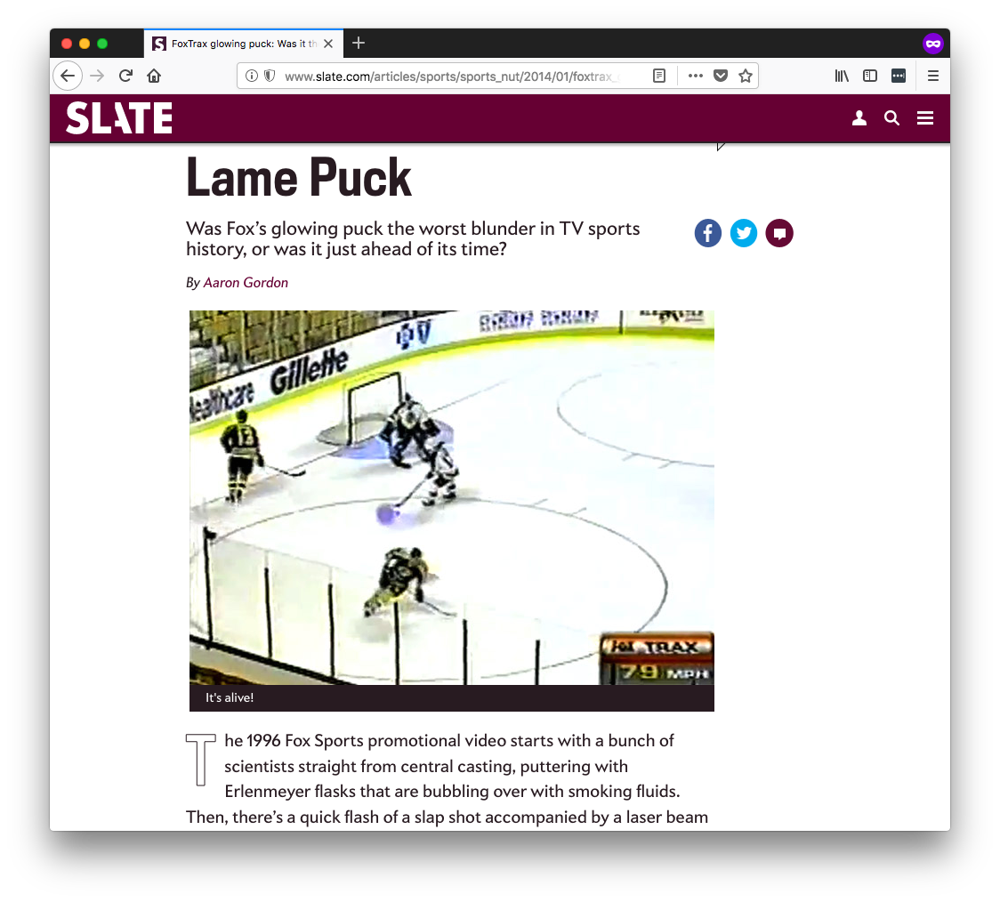 FoxTrax glowing puck: Was it th
www.slate.com/articles/sports/sports_nut/2014/01/foxtrax_
SLATE
Lame Puck
Was Fox’s glowing puck the worst blunder in TV sports
history, or was it just ahead of its time?
By Aaron Gordon
Gillette
ealthcare
TRAX
79 MPH
It's alive!
The 1996 Fox Sports promotional video starts with a bunch of
scientists straight from central casting, puttering with
Erlenmeyer flasks that are bubbling over with smoking fluids.
Then, there’s a quick flash of a slap shot accompanied by a laser beam